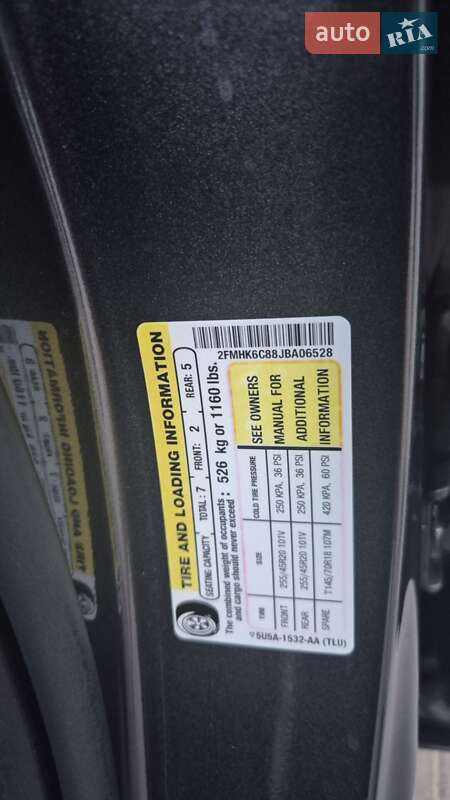 auto RIA .com
TIRE AND LOADING INFORMATION
SEATING CAPACITY TOTAL: 7 FRONT: 2 REAR: 5
The combined weight of occupants and cargo should never exceed : 526 kg or 1160 lbs.
2FMHK6C88JBA06528
TIRE SIZE COLD TIRE PRESSURE SEE OWNERS
FRONT 255/45R20 101V 250 KPA, 36 PSI MANUAL FOR
REAR 255/45R20 101V 250 KPA, 36 PSI ADDITIONAL
SPARE T145/70R18 107M 420 KPA, 60 PSI INFORMATION
5U5A-1532-AA (TLU)